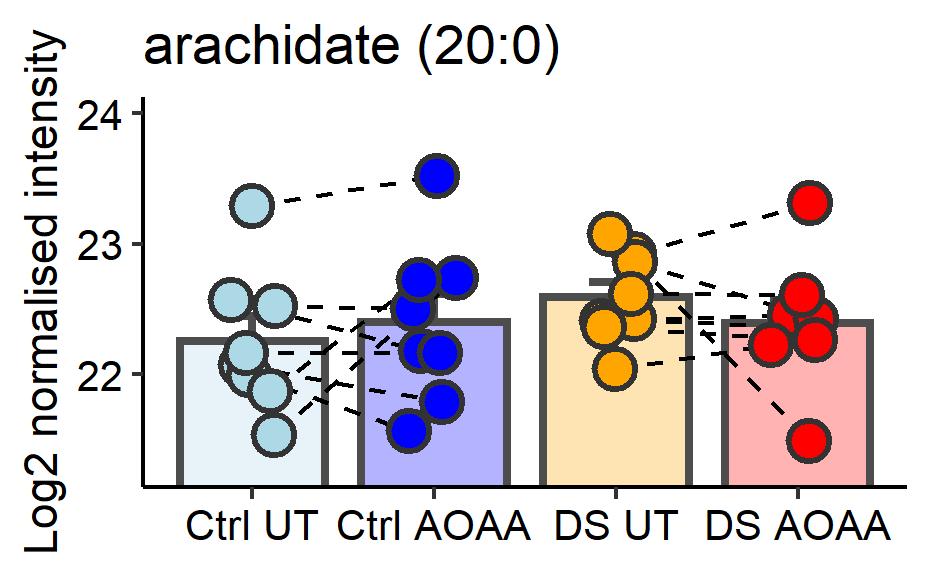 arachidate (20:0)
Log2 normalised intensity
24
23
22
Ctrl UT
Ctrl AOAA
DS UT
DS AOAA